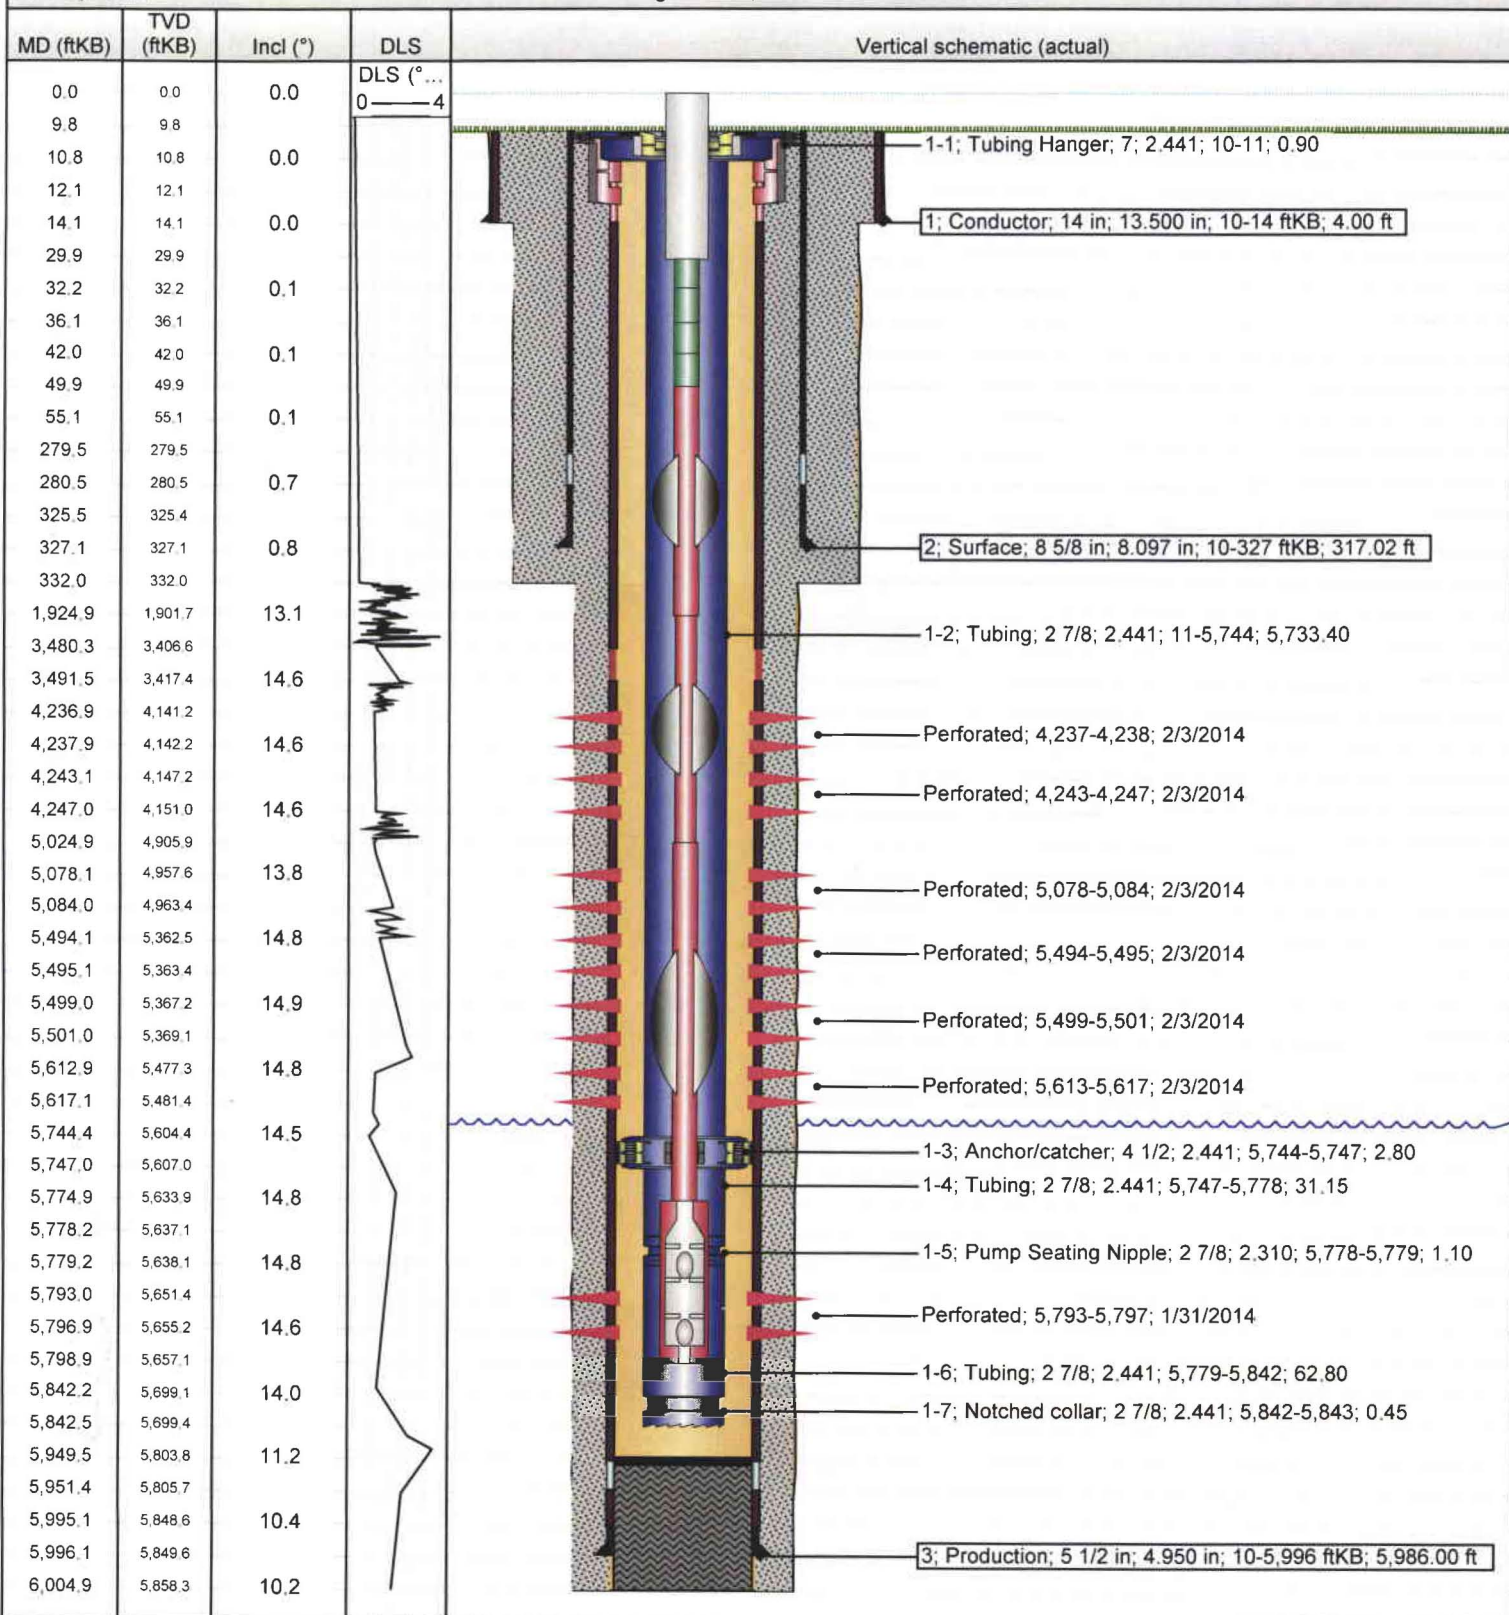 MD (ftKB) TVD (ftKB) Incl (°) DLS Vertical schematic (actual)
DLS (°...
0 4
0.0 0.0 0.0
9.8 9.8
10.8 10.8 0.0
12.1 12.1
14.1 14.1 0.0
29.9 29.9
32.2 32.2 0.1
36.1 36.1
42.0 42.0 0.1
49.9 49.9
55.1 55.1 0.1
279.5 279.5
280.5 280.5 0.7
325.5 325.4
327.1 327.1 0.8
332.0 332.0
1,924.9 1,901.7 13.1
3,480.3 3,406.6
3,491.5 3,417.4 14.6
4,236.9 4,141.2
4,237.9 4,142.2 14.6
4,243.1 4,147.2
4,247.0 4,151.0 14.6
5,024.9 4,905.9
5,078.1 4,957.6 13.8
5,084.0 4,963.4
5,494.1 5,362.5 14.8
5,495.1 5,363.4
5,499.0 5,367.2 14.9
5,501.0 5,369.1
5,612.9 5,477.3 14.8
5,617.1 5,481.4
5,744.4 5,604.4 14.5
5,747.0 5,607.0
5,774.9 5,633.9 14.8
5,778.2 5,637.1
5,779.2 5,638.1 14.8
5,793.0 5,651.4
5,796.9 5,655.2 14.6
5,798.9 5,657.1
5,842.2 5,699.1 14.0
5,842.5 5,699.4
5,949.5 5,803.8 11.2
5,951.4 5,805.7
5,995.1 5,848.6 10.4
5,996.1 5,849.6
6,004.9 5,858.3 10.2
1-1; Tubing Hanger; 7; 2.441; 10-11; 0.90
1; Conductor; 14 in; 13.500 in; 10-14 ftKB; 4.00 ft
2; Surface; 8 5/8 in; 8.097 in; 10-327 ftKB; 317.02 ft
1-2; Tubing; 2 7/8; 2.441; 11-5,744; 5,733.40
Perforated; 4,237-4,238; 2/3/2014
Perforated; 4,243-4,247; 2/3/2014
Perforated; 5,078-5,084; 2/3/2014
Perforated; 5,494-5,495; 2/3/2014
Perforated; 5,499-5,501; 2/3/2014
Perforated; 5,613-5,617; 2/3/2014
1-3; Anchor/catcher; 4 1/2; 2.441; 5,744-5,747; 2.80
1-4; Tubing; 2 7/8; 2.441; 5,747-5,778; 31.15
1-5; Pump Seating Nipple; 2 7/8; 2.310; 5,778-5,779; 1.10
Perforated; 5,793-5,797; 1/31/2014
1-6; Tubing; 2 7/8; 2.441; 5,779-5,842; 62.80
1-7; Notched collar; 2 7/8; 2.441; 5,842-5,843; 0.45
3; Production; 5 1/2 in; 4.950 in; 10-5,996 ftKB; 5,986.00 ft